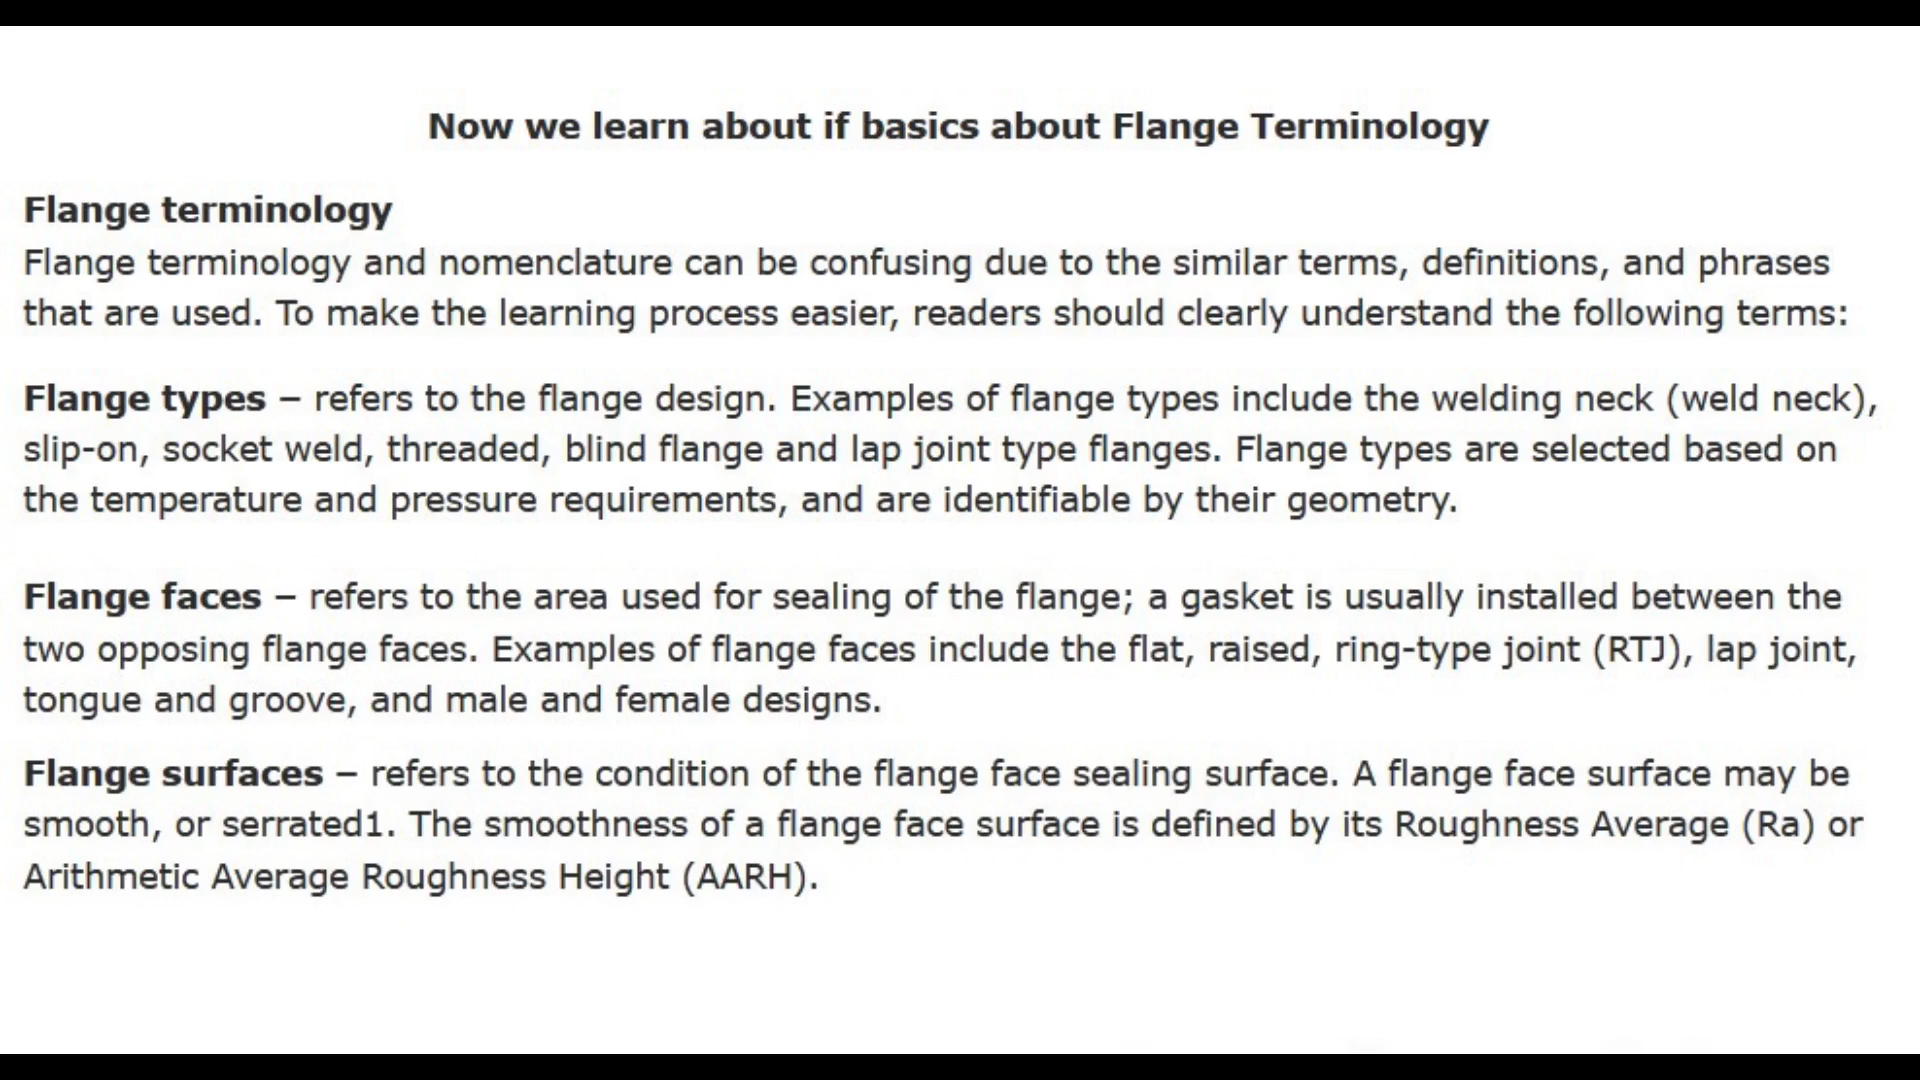 Now we learn about if basics about Flange Terminology
Flange terminology
Flange terminology and nomenclature can be confusing due to the similar terms, definitions, and phrases
that are used. To make the learning process easier, readers should clearly understand the following terms:
Flange types – refers to the flange design. Examples of flange types include the welding neck (weld neck),
slip-on, socket weld, threaded, blind flange and lap joint type flanges. Flange types are selected based on
the temperature and pressure requirements, and are identifiable by their geometry.
Flange faces – refers to the area used for sealing of the flange; a gasket is usually installed between the
two opposing flange faces. Examples of flange faces include the flat, raised, ring-type joint (RTJ), lap joint,
tongue and groove, and male and female designs.
Flange surfaces – refers to the condition of the flange face sealing surface. A flange face surface may be
smooth, or serrated1. The smoothness of a flange face surface is defined by its Roughness Average (Ra) or
Arithmetic Average Roughness Height (AARH).